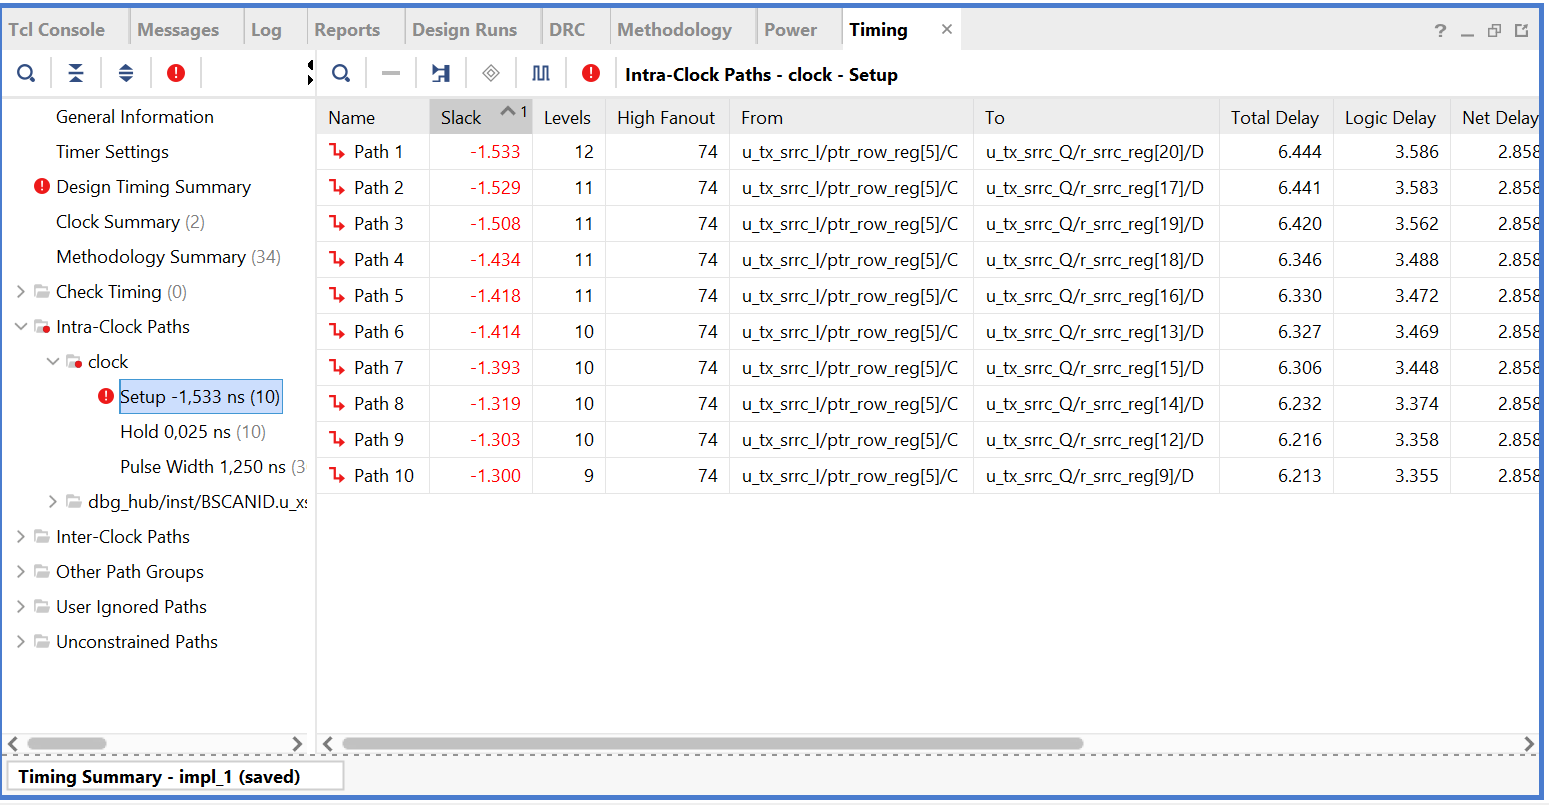 Tcl Console Messages Log Reports Design Runs DRC Methodology Power Timing × ?
Intra-Clock Paths - clock - Setup
General Information
Timer Settings
Design Timing Summary
Clock Summary (2)
Methodology Summary (34)
Check Timing (0)
Intra-Clock Paths
clock
Setup -1,533 ns (10)
Hold 0,025 ns (10)
Pulse Width 1,250 ns (3
dbg_hub/inst/BSCANID.u_xs
Inter-Clock Paths
Other Path Groups
User Ignored Paths
Unconstrained Paths
Name Slack 1 Levels High Fanout From To Total Delay Logic Delay Net Delay
Path 1 -1.533 12 74 u_tx_srrc_I/ptr_row_reg[5]/C u_tx_srrc_Q/r_srrc_reg[20]/D 6.444 3.586 2.858
Path 2 -1.529 11 74 u_tx_srrc_I/ptr_row_reg[5]/C u_tx_srrc_Q/r_srrc_reg[17]/D 6.441 3.583 2.858
Path 3 -1.508 11 74 u_tx_srrc_I/ptr_row_reg[5]/C u_tx_srrc_Q/r_srrc_reg[19]/D 6.420 3.562 2.858
Path 4 -1.434 11 74 u_tx_srrc_I/ptr_row_reg[5]/C u_tx_srrc_Q/r_srrc_reg[18]/D 6.346 3.488 2.858
Path 5 -1.418 11 74 u_tx_srrc_I/ptr_row_reg[5]/C u_tx_srrc_Q/r_srrc_reg[16]/D 6.330 3.472 2.858
Path 6 -1.414 10 74 u_tx_srrc_I/ptr_row_reg[5]/C u_tx_srrc_Q/r_srrc_reg[13]/D 6.327 3.469 2.858
Path 7 -1.393 10 74 u_tx_srrc_I/ptr_row_reg[5]/C u_tx_srrc_Q/r_srrc_reg[15]/D 6.306 3.448 2.858
Path 8 -1.319 10 74 u_tx_srrc_I/ptr_row_reg[5]/C u_tx_srrc_Q/r_srrc_reg[14]/D 6.232 3.374 2.858
Path 9 -1.303 10 74 u_tx_srrc_I/ptr_row_reg[5]/C u_tx_srrc_Q/r_srrc_reg[12]/D 6.216 3.358 2.858
Path 10 -1.300 9 74 u_tx_srrc_I/ptr_row_reg[5]/C u_tx_srrc_Q/r_srrc_reg[9]/D 6.213 3.355 2.858
Timing Summary - impl_1 (saved)